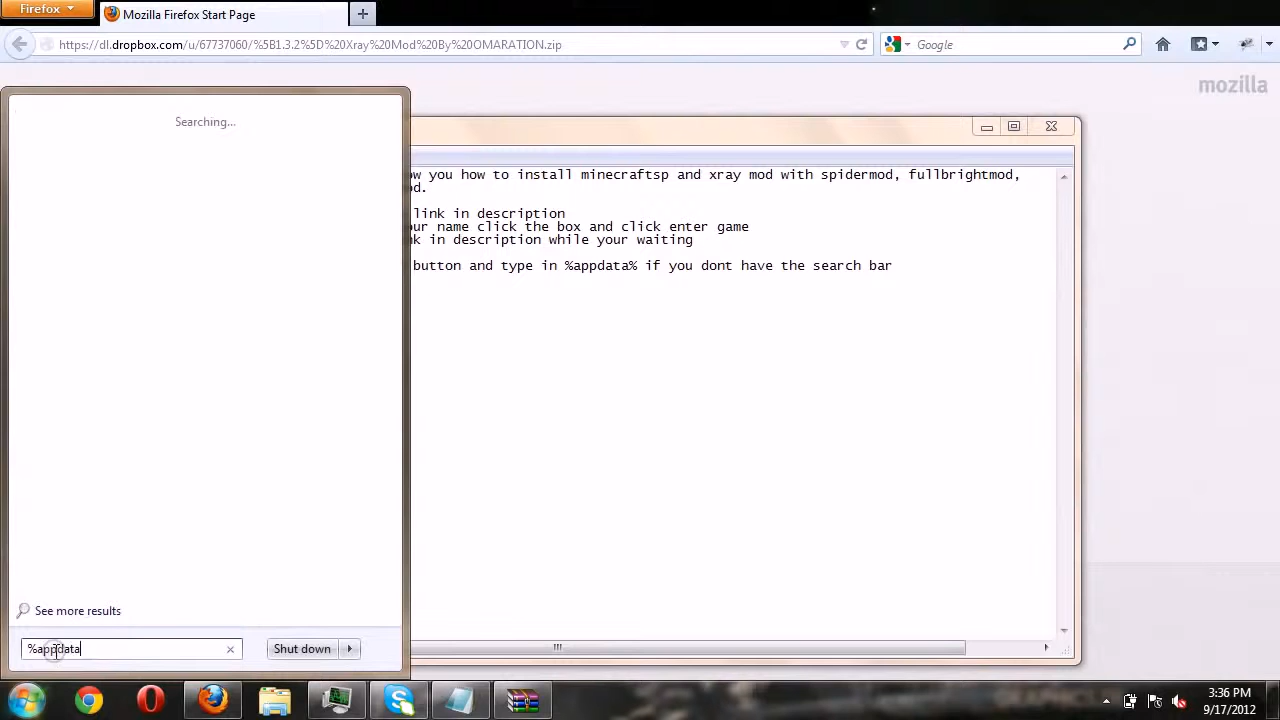 Firefox
Mozilla Firefox Start Page
https://dl.dropbox.com/u/67737060/%5B1.3.2%5D%20Xray%20Mod%20By%20OMARATION.zip
Google
mozilla
Searching...
ow you how to install minecraftsp and xray mod with spidermod, fullbrightmod,
od.
link in description
our name click the box and click enter game
nk in description while your waiting
button and type in %appdata% if you dont have the search bar
See more results
%appdata
Shut down
3:36 PM
9/17/2012